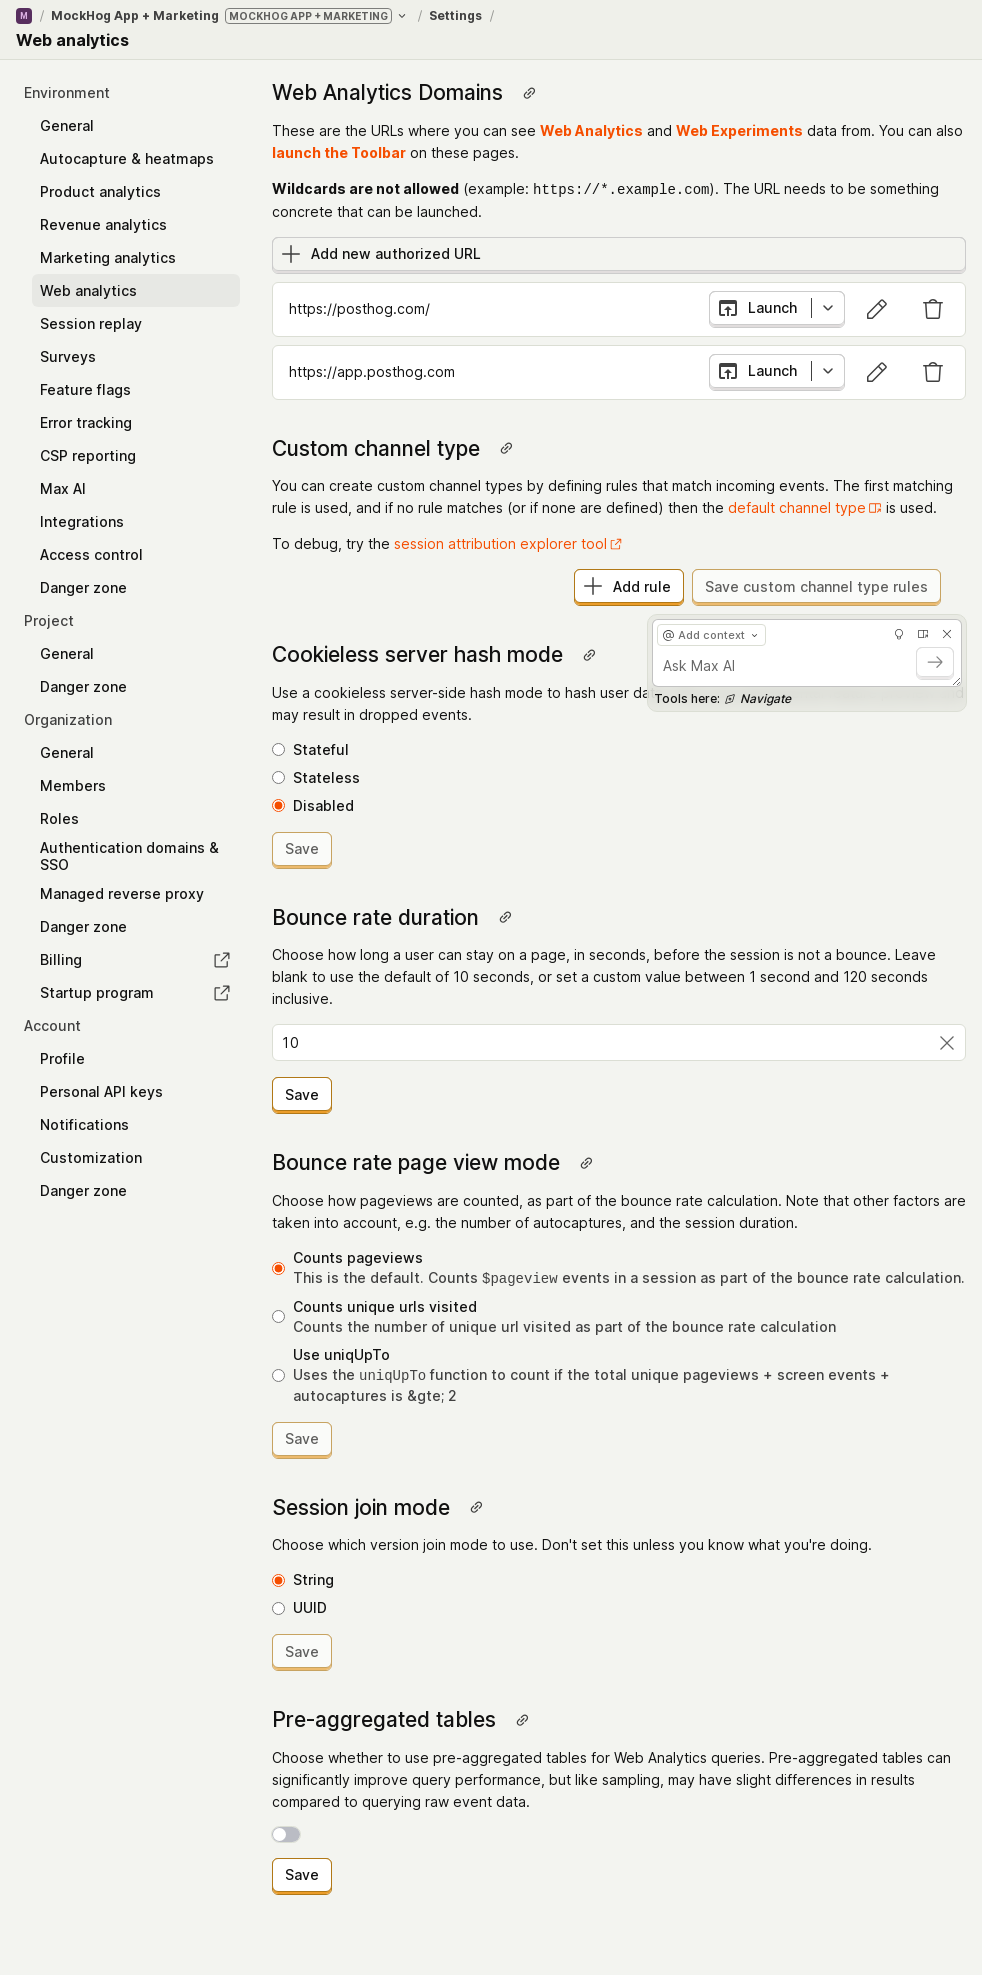 M / MockHog App + Marketing MOCKHOG APP + MARKETING / Settings /
Web analytics
Environment
General
Autocapture & heatmaps
Product analytics
Revenue analytics
Marketing analytics
Web analytics
Session replay
Surveys
Feature flags
Error tracking
CSP reporting
Max AI
Integrations
Access control
Danger zone
Project
General
Danger zone
Organization
General
Members
Roles
Authentication domains &
SSO
Managed reverse proxy
Danger zone
Billing
Startup program
Account
Profile
Personal API keys
Notifications
Customization
Danger zone
Web Analytics Domains
These are the URLs where you can see Web Analytics and Web Experiments data from. You can also
launch the Toolbar on these pages.
Wildcards are not allowed (example: https://*.example.com). The URL needs to be something
concrete that can be launched.
Add new authorized URL
https://posthog.com/ Launch
https://app.posthog.com Launch
Custom channel type
You can create custom channel types by defining rules that match incoming events. The first matching
rule is used, and if no rule matches (or if none are defined) then the default channel type is used.
To debug, try the session attribution explorer tool
Add rule Save custom channel type rules
@ Add context
Ask Max AI
Tools here: Navigate
Cookieless server hash mode
Use a cookieless server-side hash mode to hash user
may result in dropped events.
Stateful
Stateless
Disabled
Save
Bounce rate duration
Choose how long a user can stay on a page, in seconds, before the session is not a bounce. Leave
blank to use the default of 10 seconds, or set a custom value between 1 second and 120 seconds
inclusive.
10
Save
Bounce rate page view mode
Choose how pageviews are counted, as part of the bounce rate calculation. Note that other factors are
taken into account, e.g. the number of autocaptures, and the session duration.
Counts pageviews
This is the default. Counts $pageview events in a session as part of the bounce rate calculation.
Counts unique urls visited
Counts the number of unique url visited as part of the bounce rate calculation
Use uniqUpTo
Uses the uniqUpTo function to count if the total unique pageviews + screen events +
autocaptures is &gte; 2
Save
Session join mode
Choose which version join mode to use. Don't set this unless you know what you're doing.
String
UUID
Save
Pre-aggregated tables
Choose whether to use pre-aggregated tables for Web Analytics queries. Pre-aggregated tables can
significantly improve query performance, but like sampling, may have slight differences in results
compared to querying raw event data.
Save